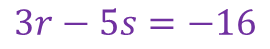 3r − 5s = −16